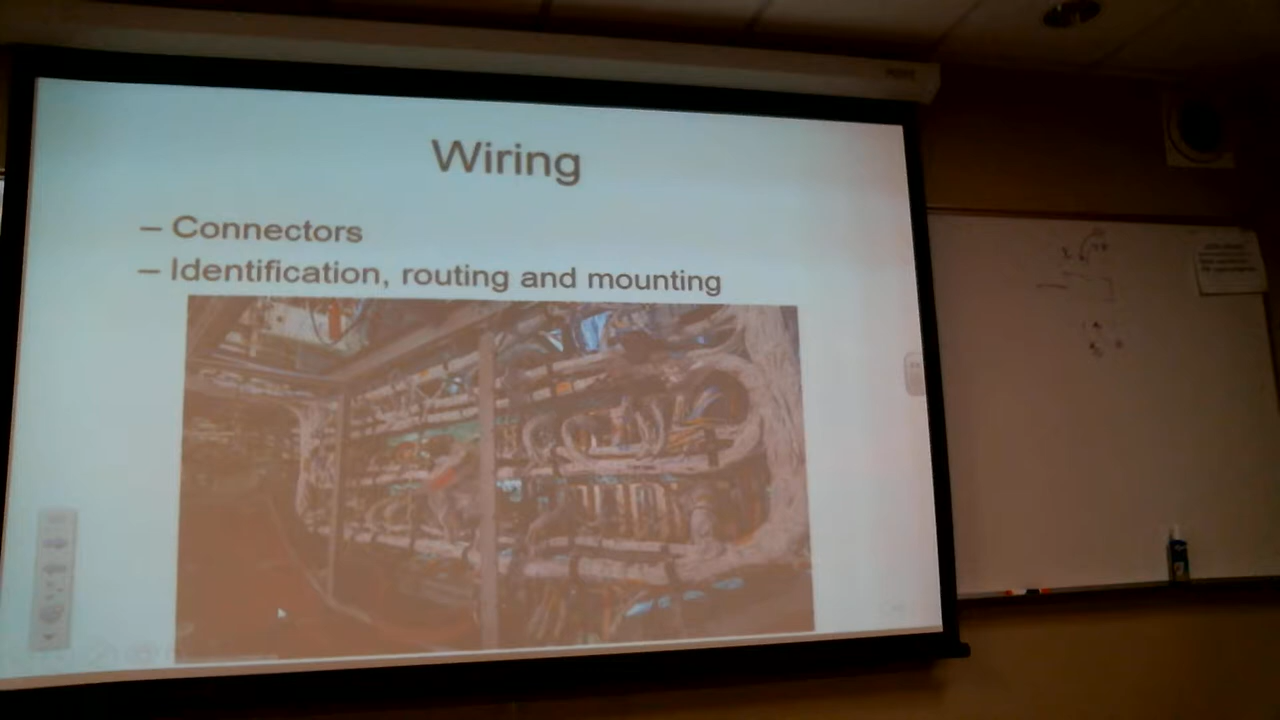 Wiring
– Connectors
– Identification, routing and mounting